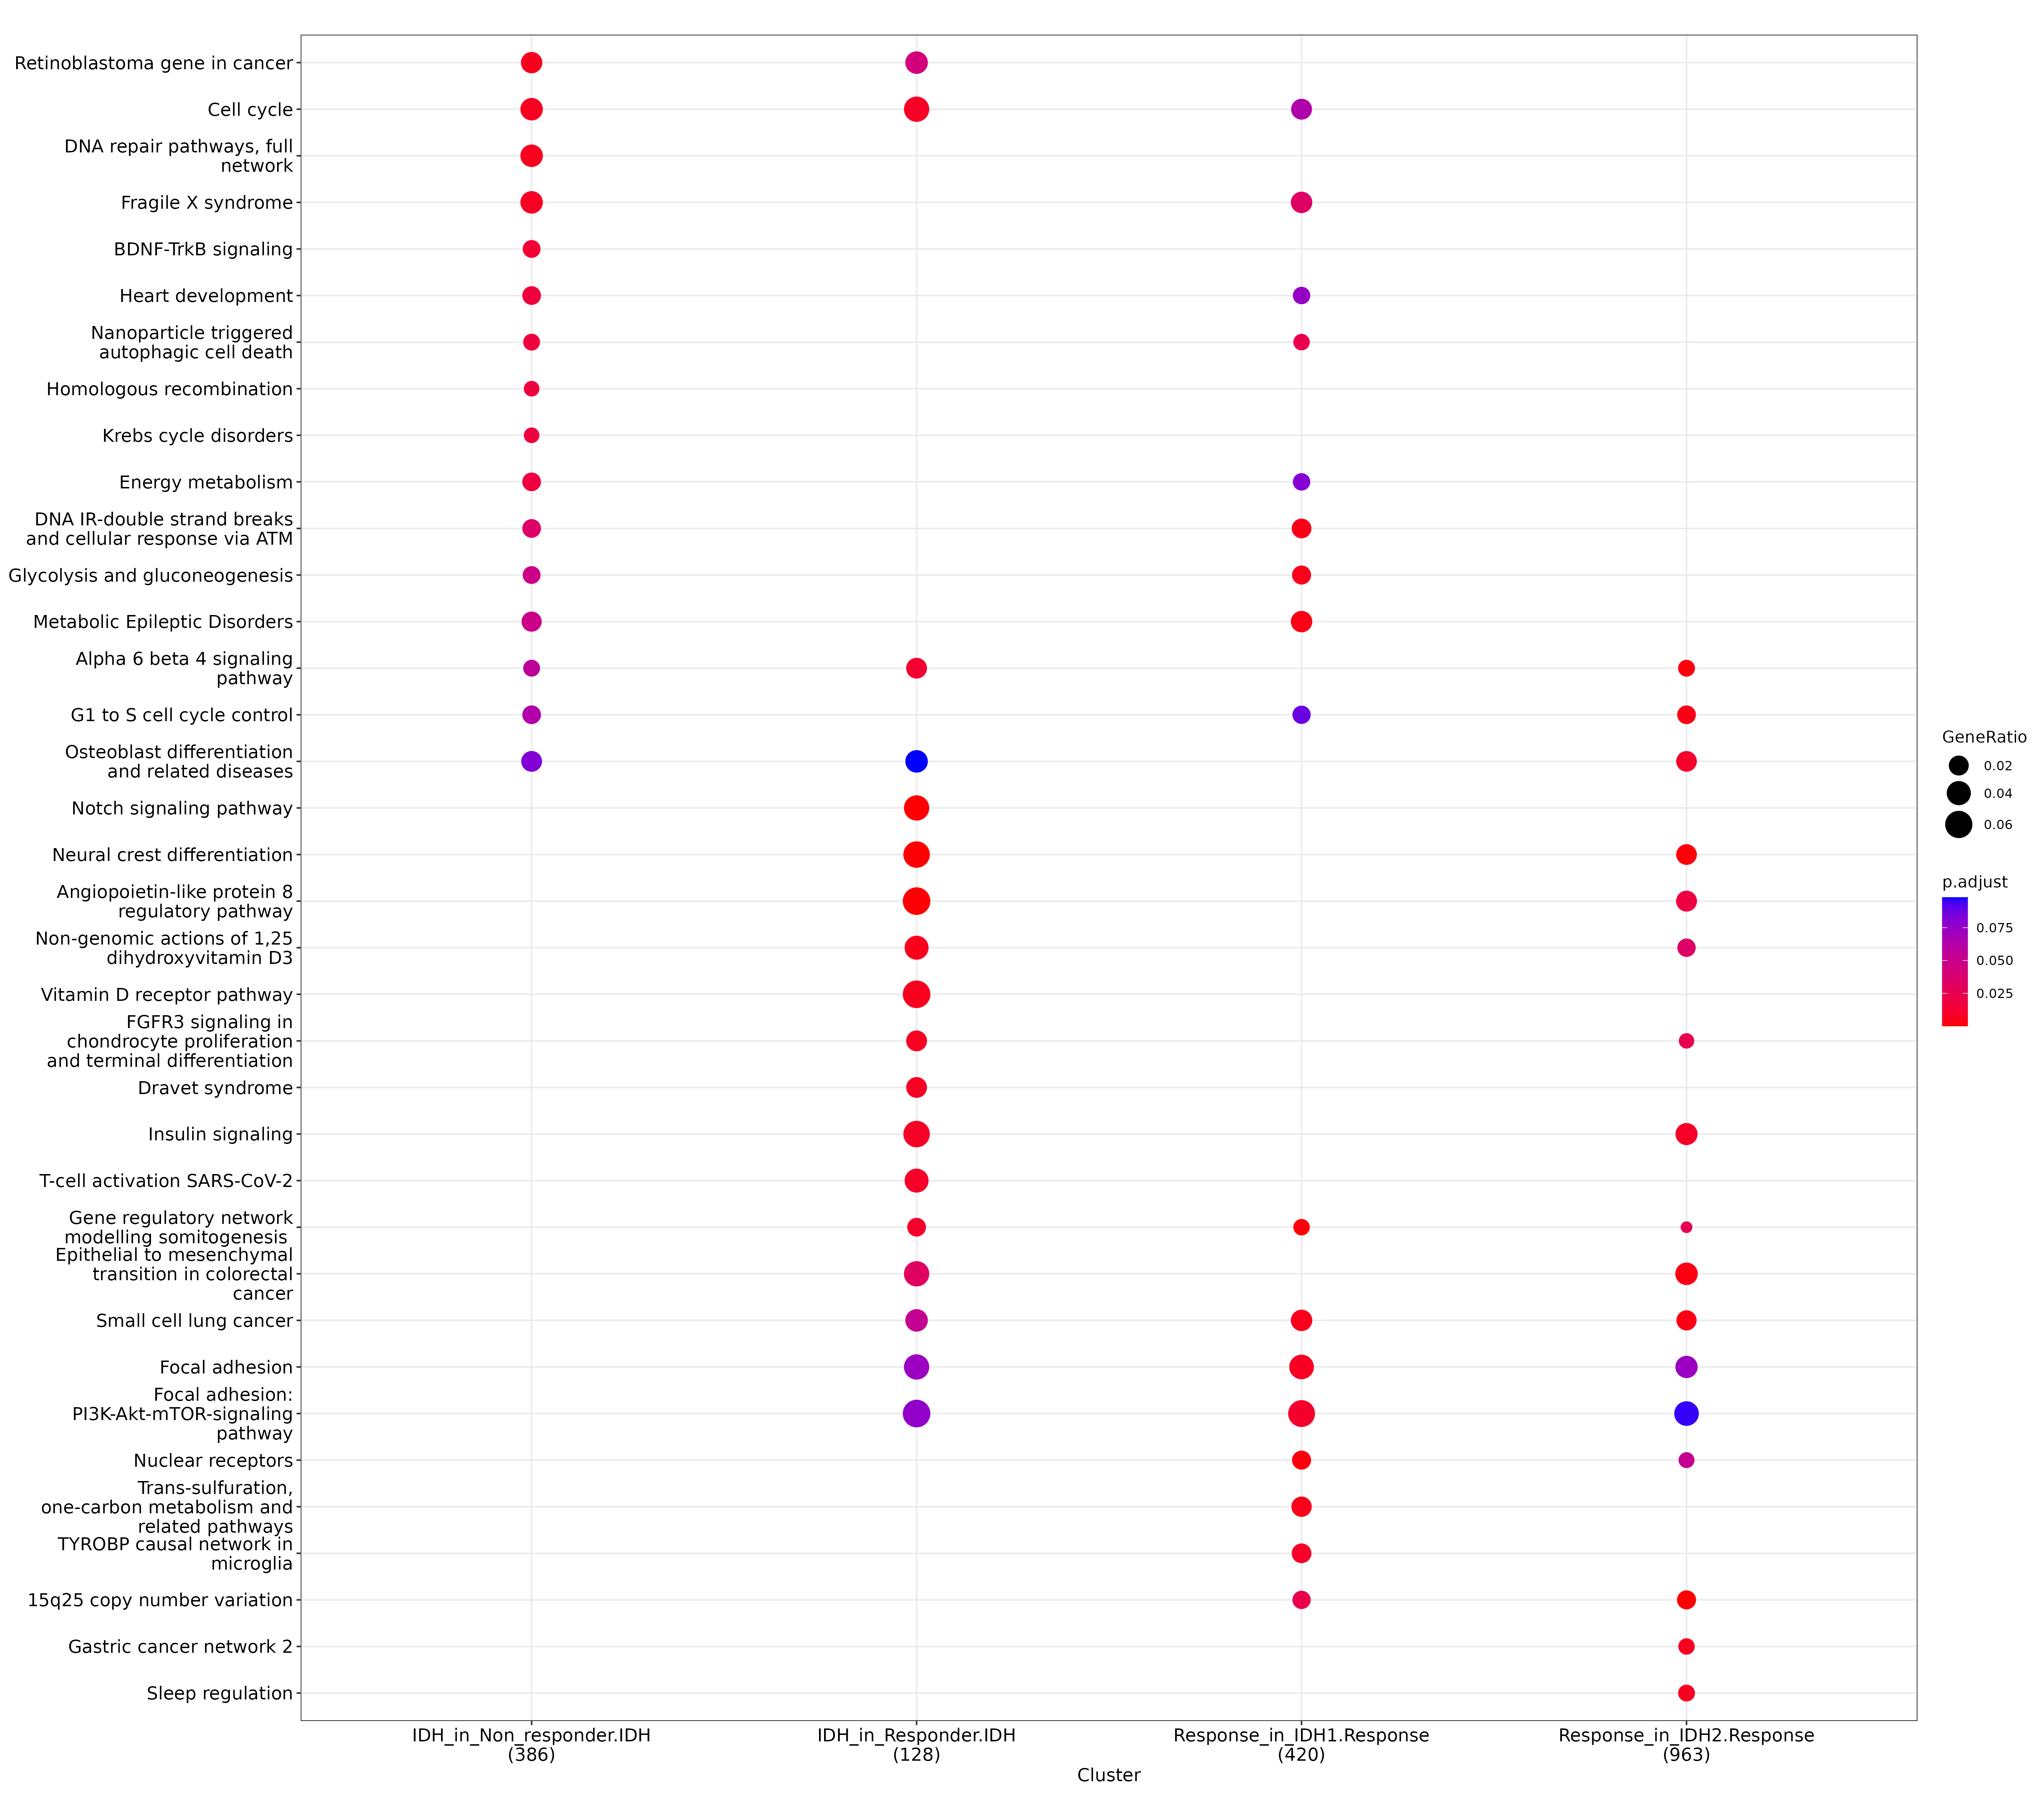 Retinoblastoma gene in cancer
Cell cycle
DNA repair pathways, full
network
Fragile X syndrome
BDNF-TrkB signaling
Heart development
Nanoparticle triggered
autophagic cell death
Homologous recombination
Krebs cycle disorders
Energy metabolism
DNA IR-double strand breaks
and cellular response via ATM
Glycolysis and gluconeogenesis
Metabolic Epileptic Disorders
Alpha 6 beta 4 signaling
pathway
G1 to S cell cycle control
Osteoblast differentiation
and related diseases
Notch signaling pathway
Neural crest differentiation
Angiopoietin-like protein 8
regulatory pathway
Non-genomic actions of 1,25
dihydroxyvitamin D3
Vitamin D receptor pathway
FGFR3 signaling in
chondrocyte proliferation
and terminal differentiation
Dravet syndrome
Insulin signaling
T-cell activation SARS-CoV-2
Gene regulatory network
modelling somitogenesis
Epithelial to mesenchymal
transition in colorectal
cancer
Small cell lung cancer
Focal adhesion
Focal adhesion:
PI3K-Akt-mTOR-signaling
pathway
Nuclear receptors
Trans-sulfuration,
one-carbon metabolism and
related pathways
TYROBP causal network in
microglia
15q25 copy number variation
Gastric cancer network 2
Sleep regulation
IDH_in_Non_responder.IDH
(386)
IDH_in_Responder.IDH
(128)
Response_in_IDH1.Response
(420)
Response_in_IDH2.Response
(963)
Cluster
GeneRatio
0.02
0.04
0.06
p.adjust
0.075
0.050
0.025